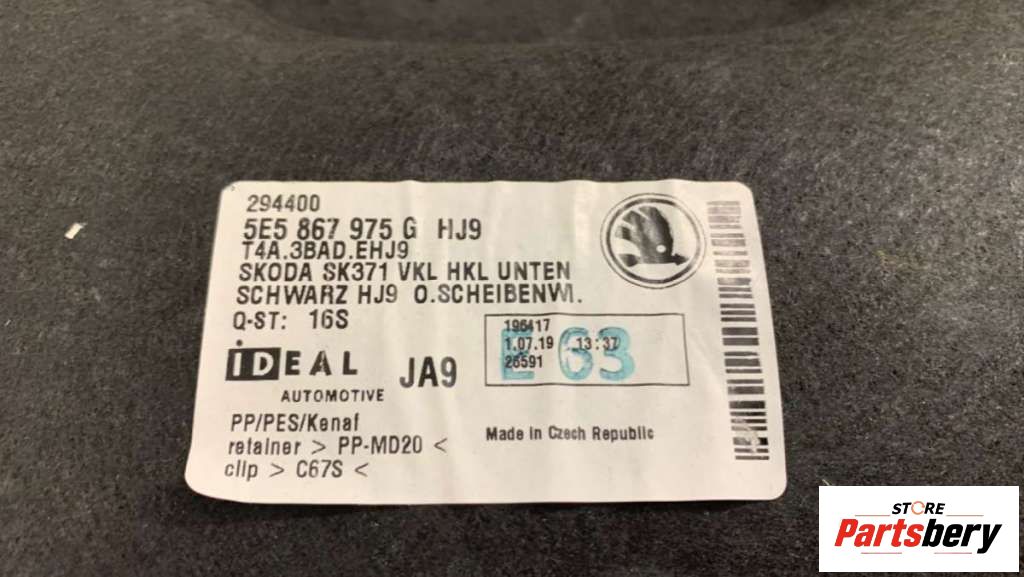 294400
5E5 867 975 G HJ9
T4A.3BAD.EHJ9
SKODA SK371 VKL HKL UNTEN
SCHWARZ HJ9 O.SCHEIBENWI.
Q-ST: 16S
196417
1.07.19 13:37
26591
E 63
iDEAL
AUTOMOTIVE
JA9
PP/PES/Kenaf
retainer > PP-MD20 <
clip > C67S <
Made in Czech Republic
STORE
Partsbery